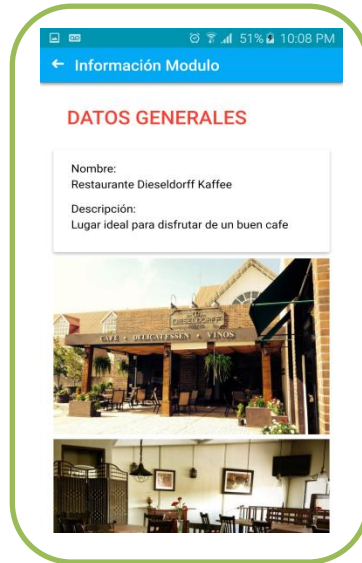 51% 10:08 PM
Información Modulo
DATOS GENERALES
Nombre:
Restaurante Dieseldorff Kaffee
Descripción:
Lugar ideal para disfrutar de un buen cafe
DIESELDORFF
CAFE • DELICATESSEN • VINOS